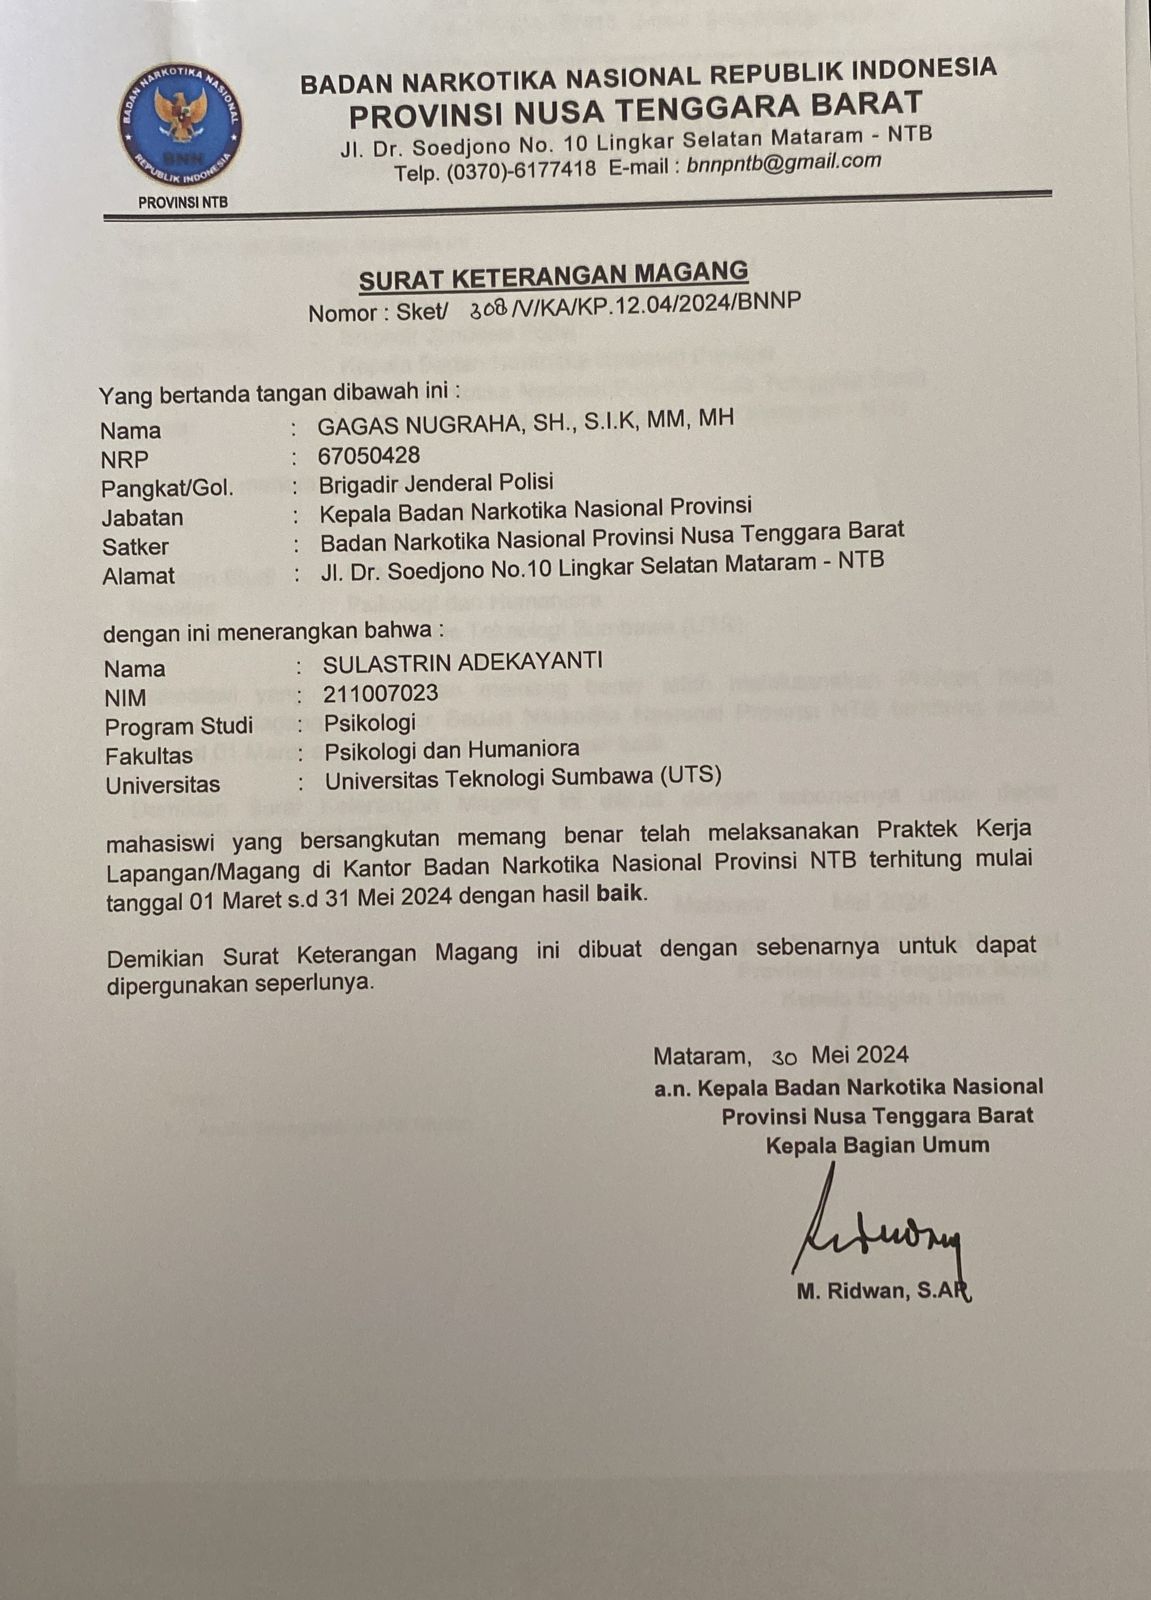 BADAN NARKOTIKA NASIONAL
BNN
REPUBLIK INDONESIA
PROVINSI NTB
BADAN NARKOTIKA NASIONAL REPUBLIK INDONESIA
PROVINSI NUSA TENGGARA BARAT
Jl. Dr. Soedjono No. 10 Lingkar Selatan Mataram - NTB
Telp. (0370)-6177418 E-mail : bnnpntb@gmail.com
SURAT KETERANGAN MAGANG
Nomor : Sket/ 308 /V/KA/KP.12.04/2024/BNNP
Yang bertanda tangan dibawah ini :
Nama : GAGAS NUGRAHA, SH., S.I.K, MM, MH
NRP : 67050428
Pangkat/Gol. : Brigadir Jenderal Polisi
Jabatan : Kepala Badan Narkotika Nasional Provinsi
Satker : Badan Narkotika Nasional Provinsi Nusa Tenggara Barat
Alamat : Jl. Dr. Soedjono No.10 Lingkar Selatan Mataram - NTB
dengan ini menerangkan bahwa :
Nama : SULASTRIN ADEKAYANTI
NIM : 211007023
Program Studi : Psikologi
Fakultas : Psikologi dan Humaniora
Universitas : Universitas Teknologi Sumbawa (UTS)
mahasiswi yang bersangkutan memang benar telah melaksanakan Praktek Kerja
Lapangan/Magang di Kantor Badan Narkotika Nasional Provinsi NTB terhitung mulai
tanggal 01 Maret s.d 31 Mei 2024 dengan hasil baik.
Demikian Surat Keterangan Magang ini dibuat dengan sebenarnya untuk dapat
dipergunakan seperlunya.
Mataram, 30 Mei 2024
a.n. Kepala Badan Narkotika Nasional
Provinsi Nusa Tenggara Barat
Kepala Bagian Umum
M. Ridwan, S.AP